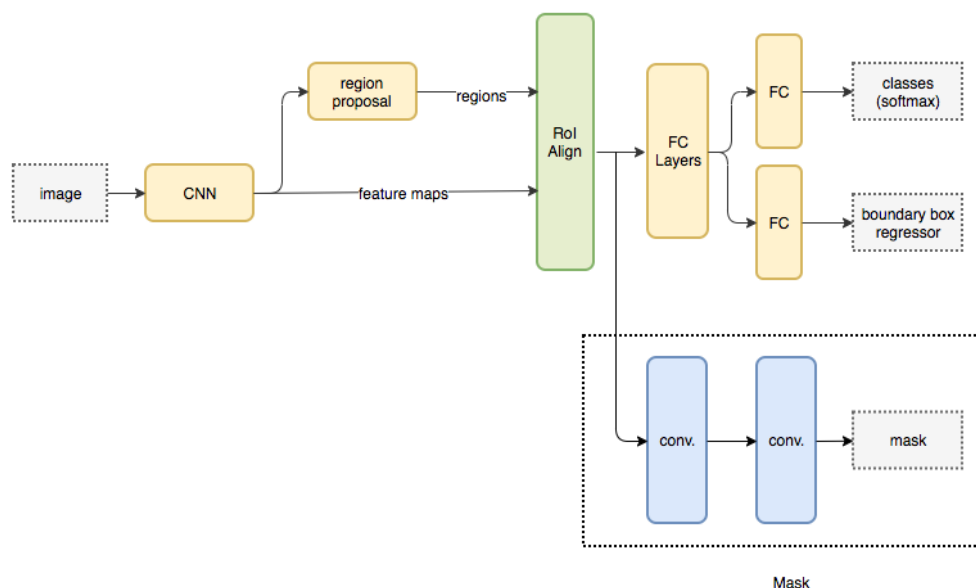 region
proposal
regions
RoI
Align
FC
Layers
FC
classes
(softmax)
image
CNN
feature maps
FC
boundary box
regressor
conv.
conv.
mask
Mask